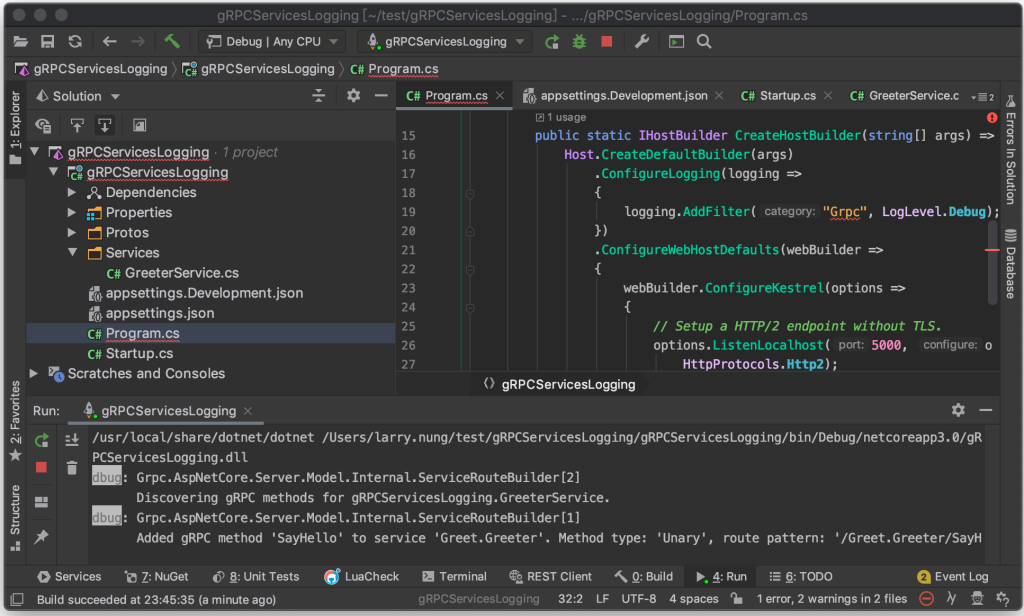 gRPCServicesLogging [~/test/gRPCServicesLogging] - .../gRPCServicesLogging/Program.cs
Debug | Any CPU
gRPCServicesLogging
gRPCServicesLogging
gRPCServicesLogging
C# Program.cs
1: Explorer
Solution
C# Program.cs
appsettings.Development.json
C# Startup.cs
C# GreeterService.c
2
gRPCServicesLogging · 1 project
gRPCServicesLogging
Dependencies
Properties
Protos
Services
C# GreeterService.cs
appsettings.Development.json
appsettings.json
C# Program.cs
C# Startup.cs
Scratches and Consoles
1 usage
15 public static IHostBuilder CreateHostBuilder(string[] args) =>
16 Host.CreateDefaultBuilder(args)
17 .ConfigureLogging(logging =>
18 {
19 logging.AddFilter( category: "Grpc", LogLevel.Debug);
20 })
21 .ConfigureWebHostDefaults(webBuilder =>
22 {
23 webBuilder.ConfigureKestrel(options =>
24 {
25 // Setup a HTTP/2 endpoint without TLS.
26 options.ListenLocalhost( port: 5000, configure: o
27 HttpProtocols.Http2);
gRPCServicesLogging
Errors In Solution
Database
2: Favorites
Structure
Run:
gRPCServicesLogging
/usr/local/share/dotnet/dotnet /Users/larry.nung/test/gRPCServicesLogging/gRPCServicesLogging/bin/Debug/netcoreapp3.0/gR
PCServicesLogging.dll
dbug: Grpc.AspNetCore.Server.Model.Internal.ServiceRouteBuilder[2]
Discovering gRPC methods for gRPCServicesLogging.GreeterService.
dbug: Grpc.AspNetCore.Server.Model.Internal.ServiceRouteBuilder[1]
Added gRPC method 'SayHello' to service 'Greet.Greeter'. Method type: 'Unary', route pattern: '/Greet.Greeter/SayH
Services
7: NuGet
8: Unit Tests
LuaCheck
Terminal
REST Client
0: Build
4: Run
6: TODO
2 Event Log
Build succeeded at 23:45:35 (a minute ago)
gRPCServicesLogging
32:2
LF
UTF-8
4 spaces
1 error, 2 warnings in 2 files